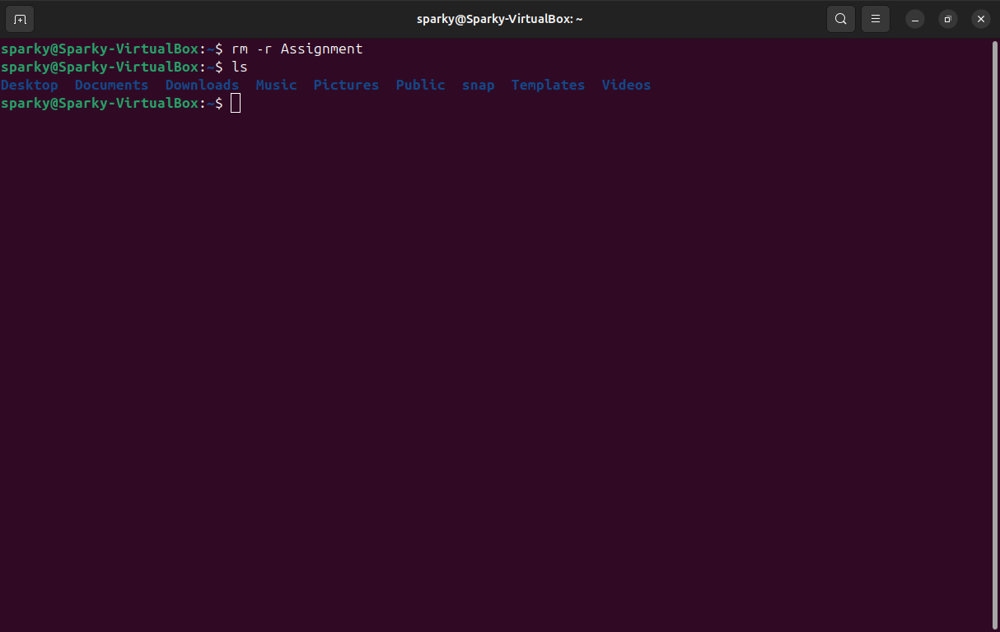 sparky@Sparky-VirtualBox: ~
sparky@Sparky-VirtualBox:~$ rm -r Assignment
sparky@Sparky-VirtualBox:~$ ls
Desktop  Documents  Downloads  Music  Pictures  Public  snap  Templates  Videos
sparky@Sparky-VirtualBox:~$